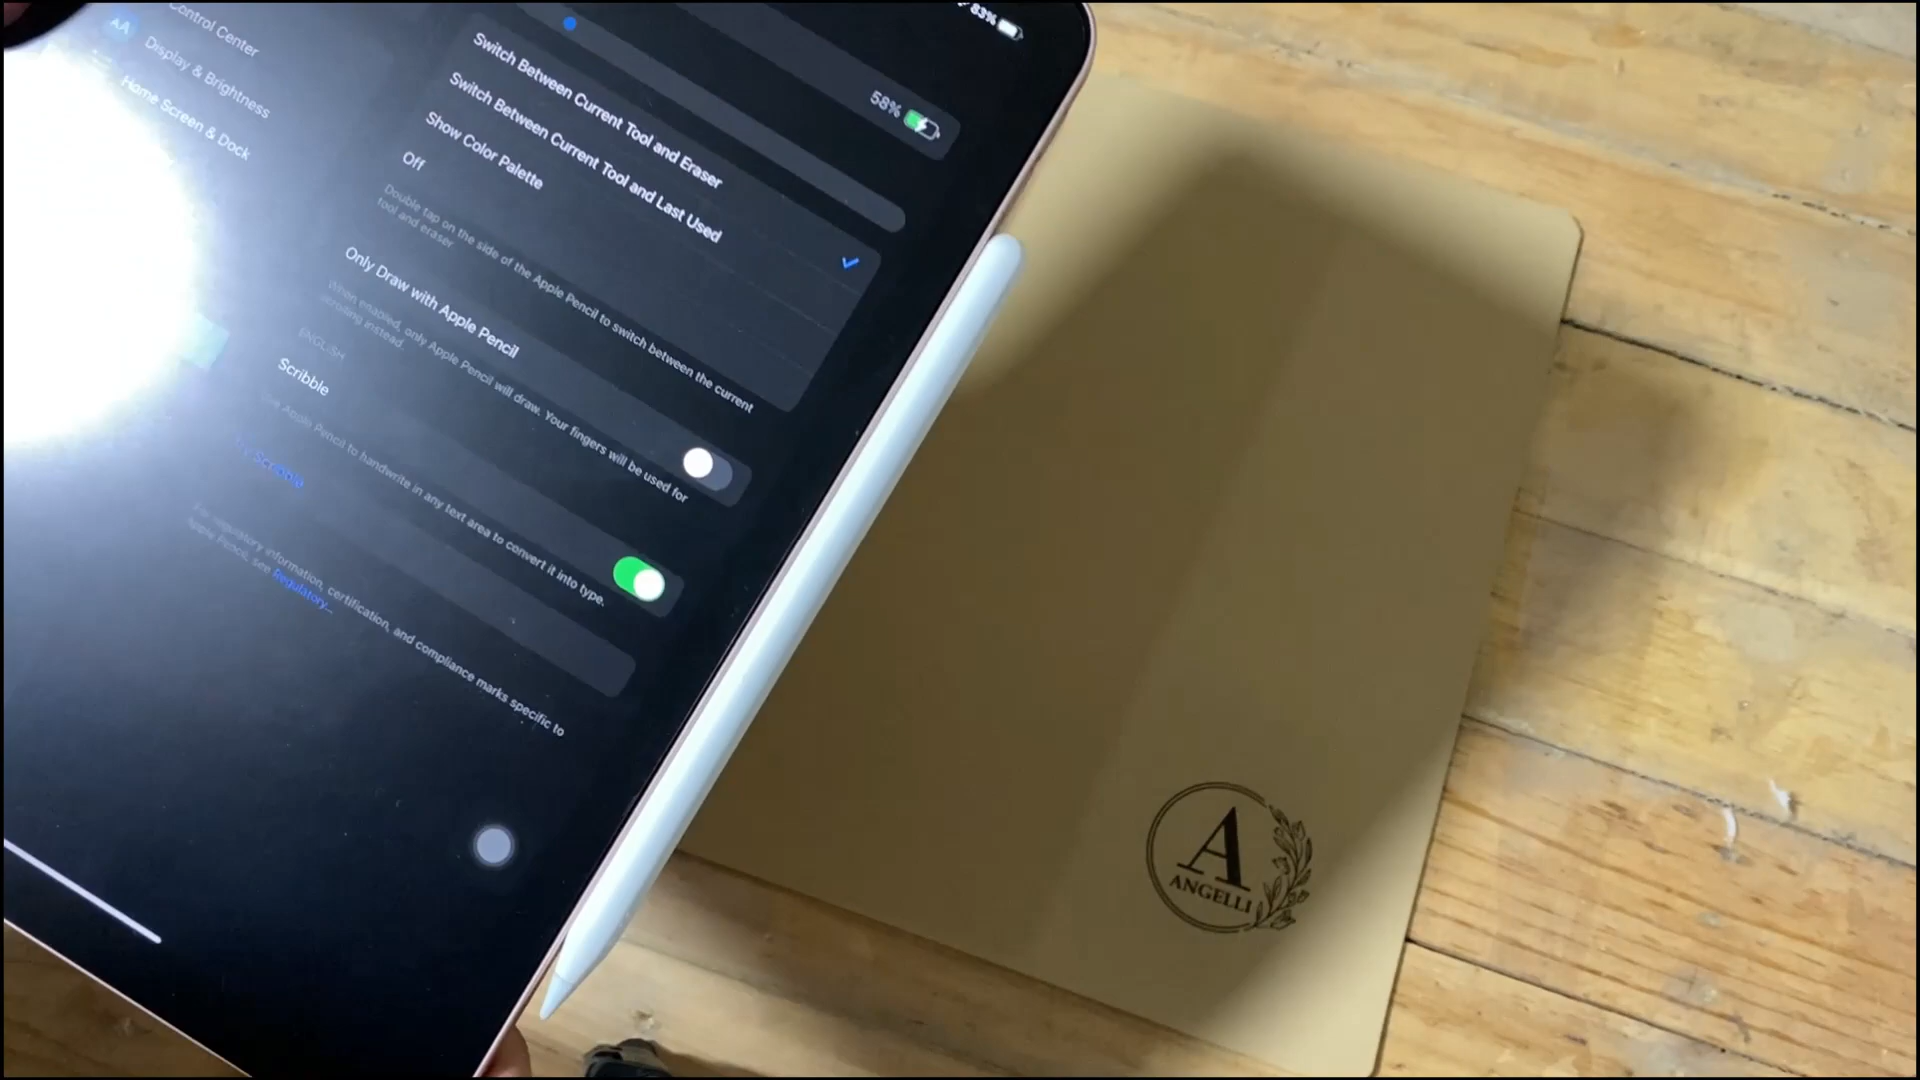 83%
Control Center
AA
Display & Brightness
Home Screen & Dock
58%
Switch Between Current Tool and Eraser
Switch Between Current Tool and Last Used
Show Color Palette
Off
Double tap on the side of the Apple Pencil to switch between the current
tool and eraser
Only Draw with Apple Pencil
When enabled, only Apple Pencil will draw. Your fingers will be used for
scrolling instead.
ENGLISH
Scribble
Use Apple Pencil to handwrite in any text area to convert it into type.
Try Scribble
For regulatory information, certification, and compliance marks specific to
Apple Pencil, see Regulatory...
A
ANGELLI